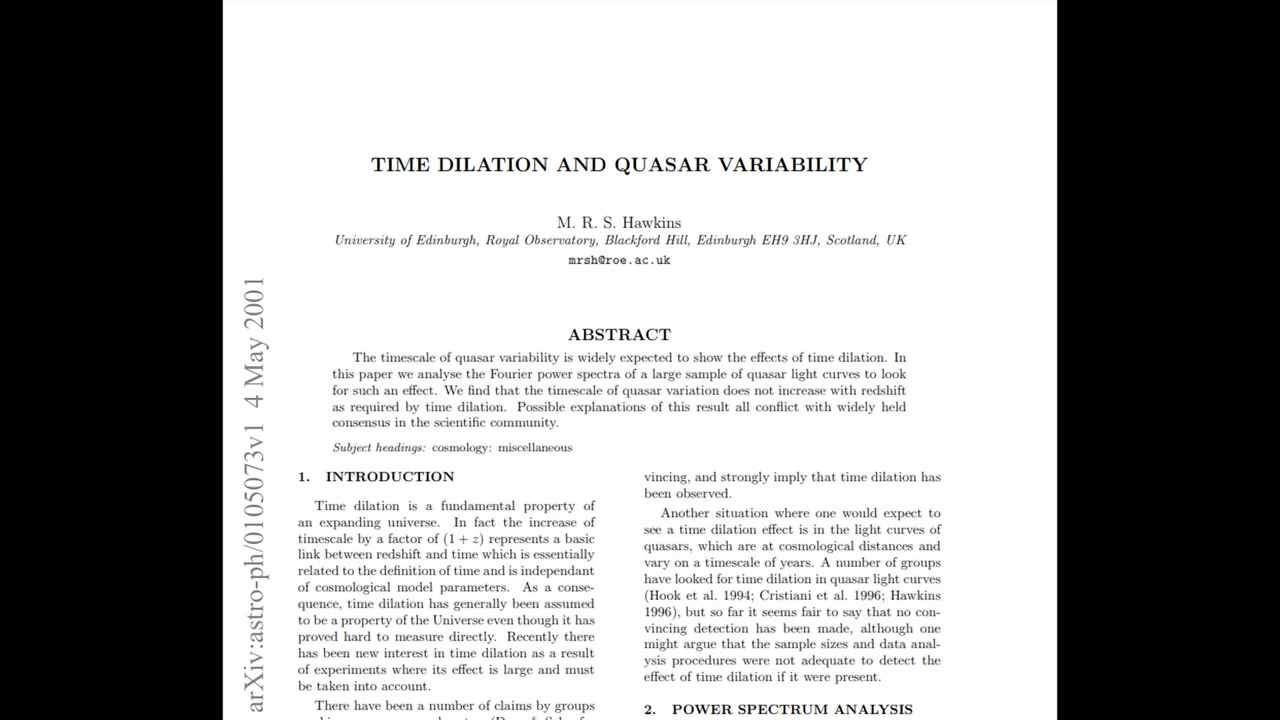 TIME DILATION AND QUASAR VARIABILITY
M. R. S. Hawkins
University of Edinburgh, Royal Observatory, Blackford Hill, Edinburgh EH9 3HJ, Scotland, UK
mrsh@roe.ac.uk
arXiv:astro-ph/0105073v1 4 May 2001
ABSTRACT
The timescale of quasar variability is widely expected to show the effects of time dilation. In
this paper we analyse the Fourier power spectra of a large sample of quasar light curves to look
for such an effect. We find that the timescale of quasar variation does not increase with redshift
as required by time dilation. Possible explanations of this result all conflict with widely held
consensus in the scientific community.
Subject headings: cosmology: miscellaneous
1. INTRODUCTION
Time dilation is a fundamental property of
an expanding universe. In fact the increase of
timescale by a factor of (1 + z) represents a basic
link between redshift and time which is essentially
related to the definition of time and is independant
of cosmological model parameters. As a conse-
quence, time dilation has generally been assumed
to be a property of the Universe even though it has
proved hard to measure directly. Recently there
has been new interest in time dilation as a result
of experiments where its effect is large and must
be taken into account.
There have been a number of claims by groups
vincing, and strongly imply that time dilation has
been observed.
Another situation where one would expect to
see a time dilation effect is in the light curves of
quasars, which are at cosmological distances and
vary on a timescale of years. A number of groups
have looked for time dilation in quasar light curves
(Hook et al. 1994; Cristiani et al. 1996; Hawkins
1996), but so far it seems fair to say that no con-
vincing detection has been made, although one
might argue that the sample sizes and data anal-
ysis procedures were not adequate to detect the
effect of time dilation if it were present.
2. POWER SPECTRUM ANALYSIS